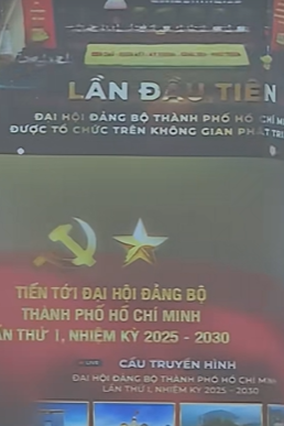 LẦN ĐẦU TIÊN
ĐẠI HỘI ĐẢNG BỘ THÀNH PHỐ HỒ CHÍ
ĐƯỢC TỔ CHỨC TRÊN KHÔNG GIAN PHÁT
TIẾN TỚI ĐẠI HỘI ĐẢNG BỘ
THÀNH PHỐ HỒ CHÍ MINH
LẦN THỨ I, NHIỆM KỲ 2025 - 2030
LIVE CẦU TRUYỀN HÌNH
ĐẠI HỘI ĐẢNG BỘ THÀNH PHỐ HỒ CHÍ MINH
LẦN THỨ I, NHIỆM KỲ 2025 - 2030